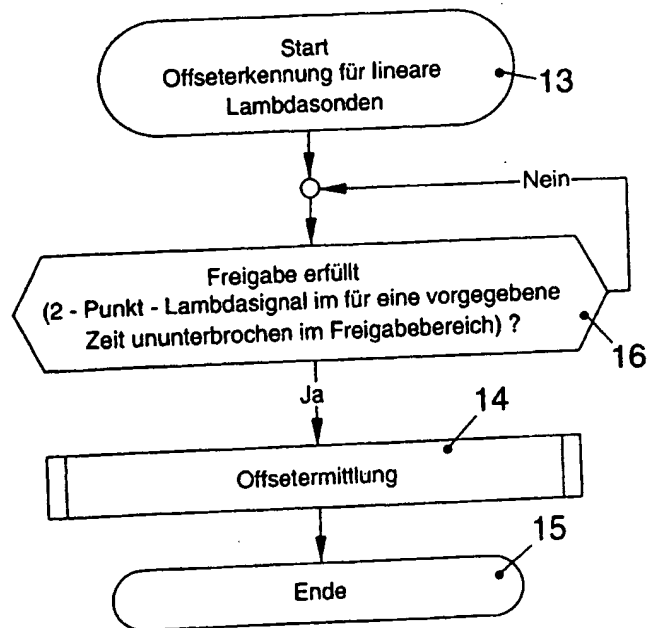 Start
Offseterkennung für lineare
Lambdasonden
13
Nein
Freigabe erfüllt
(2 - Punkt - Lambdasignal im für eine vorgegebene
Zeit ununterbrochen im Freigabebereich) ?
16
Ja
14
Offsetermittlung
15
Ende